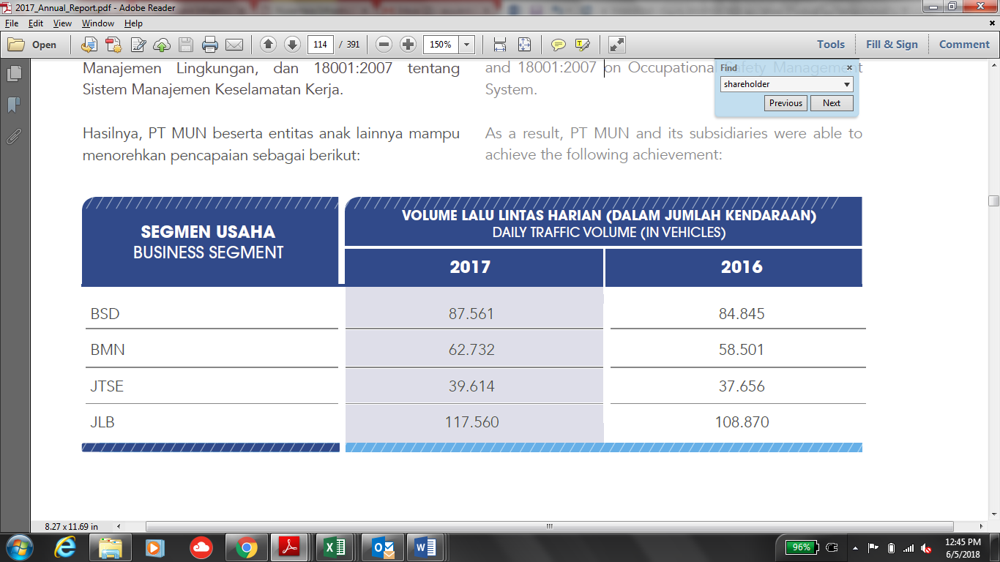 2017_Annual_Report.pdf - Adobe Reader
File Edit View Window Help
Open 114 / 391 150% Tools Fill & Sign Comment
Manajemen Lingkungan, dan 18001:2007 tentang
Sistem Manajemen Keselamatan Kerja.
and 18001:2007 on Occupational Safety Management
System.
Find
shareholder
Previous Next
Hasilnya, PT MUN beserta entitas anak lainnya mampu
menorehkan pencapaian sebagai berikut:
As a result, PT MUN and its subsidiaries were able to
achieve the following achievement:
SEGMEN USAHA
BUSINESS SEGMENT
VOLUME LALU LINTAS HARIAN (DALAM JUMLAH KENDARAAN)
DAILY TRAFFIC VOLUME (IN VEHICLES)
2017 2016
BSD 87.561 84.845
BMN 62.732 58.501
JTSE 39.614 37.656
JLB 117.560 108.870
8.27 x 11.69 in
96%
12:45 PM
6/5/2018